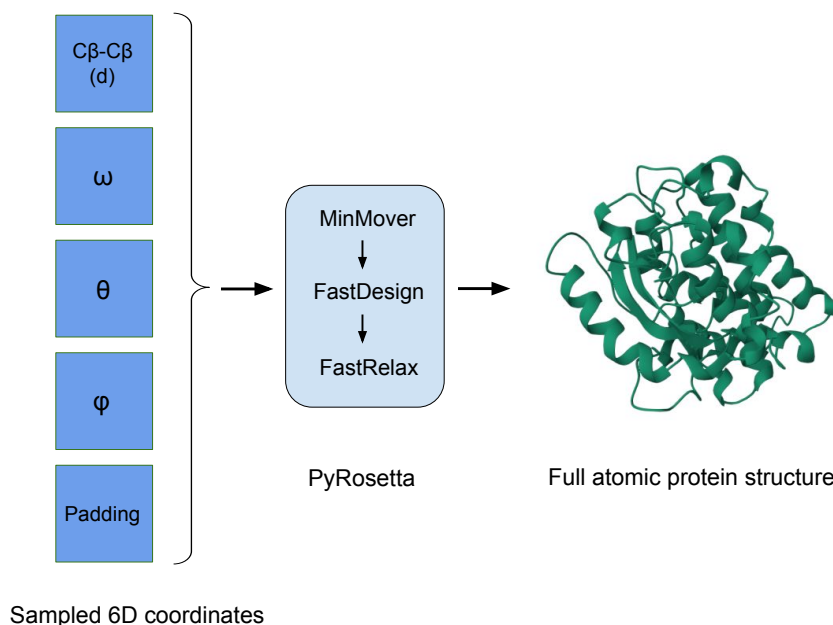 Cβ-Cβ
(d)
ω
θ
φ
Padding
Sampled 6D coordinates
MinMover
FastDesign
FastRelax
PyRosetta
Full atomic protein structure